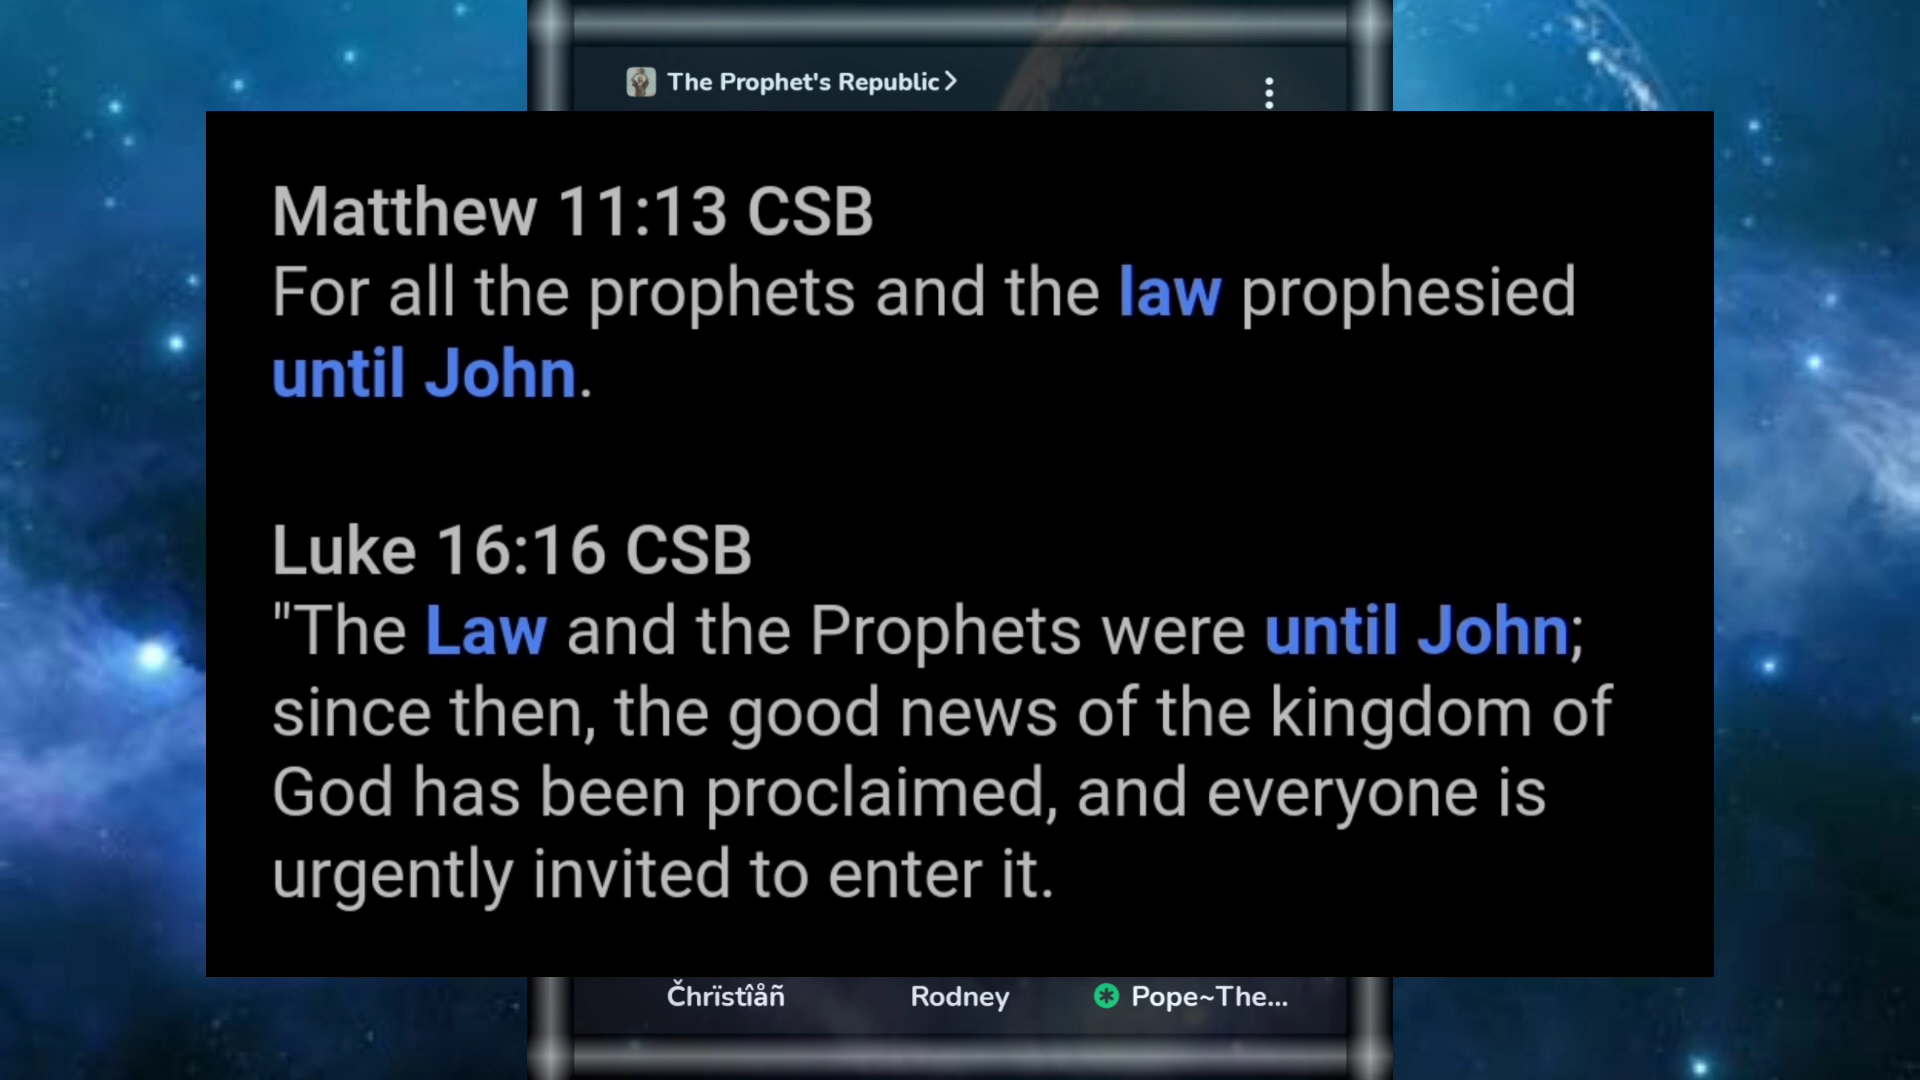 The Prophet's Republic
Matthew 11:13 CSB
For all the prophets and the law prophesied
until John.
Luke 16:16 CSB
"The Law and the Prophets were until John;
since then, the good news of the kingdom of
God has been proclaimed, and everyone is
urgently invited to enter it.
Čhrïstîåñ Rodney Pope~The...